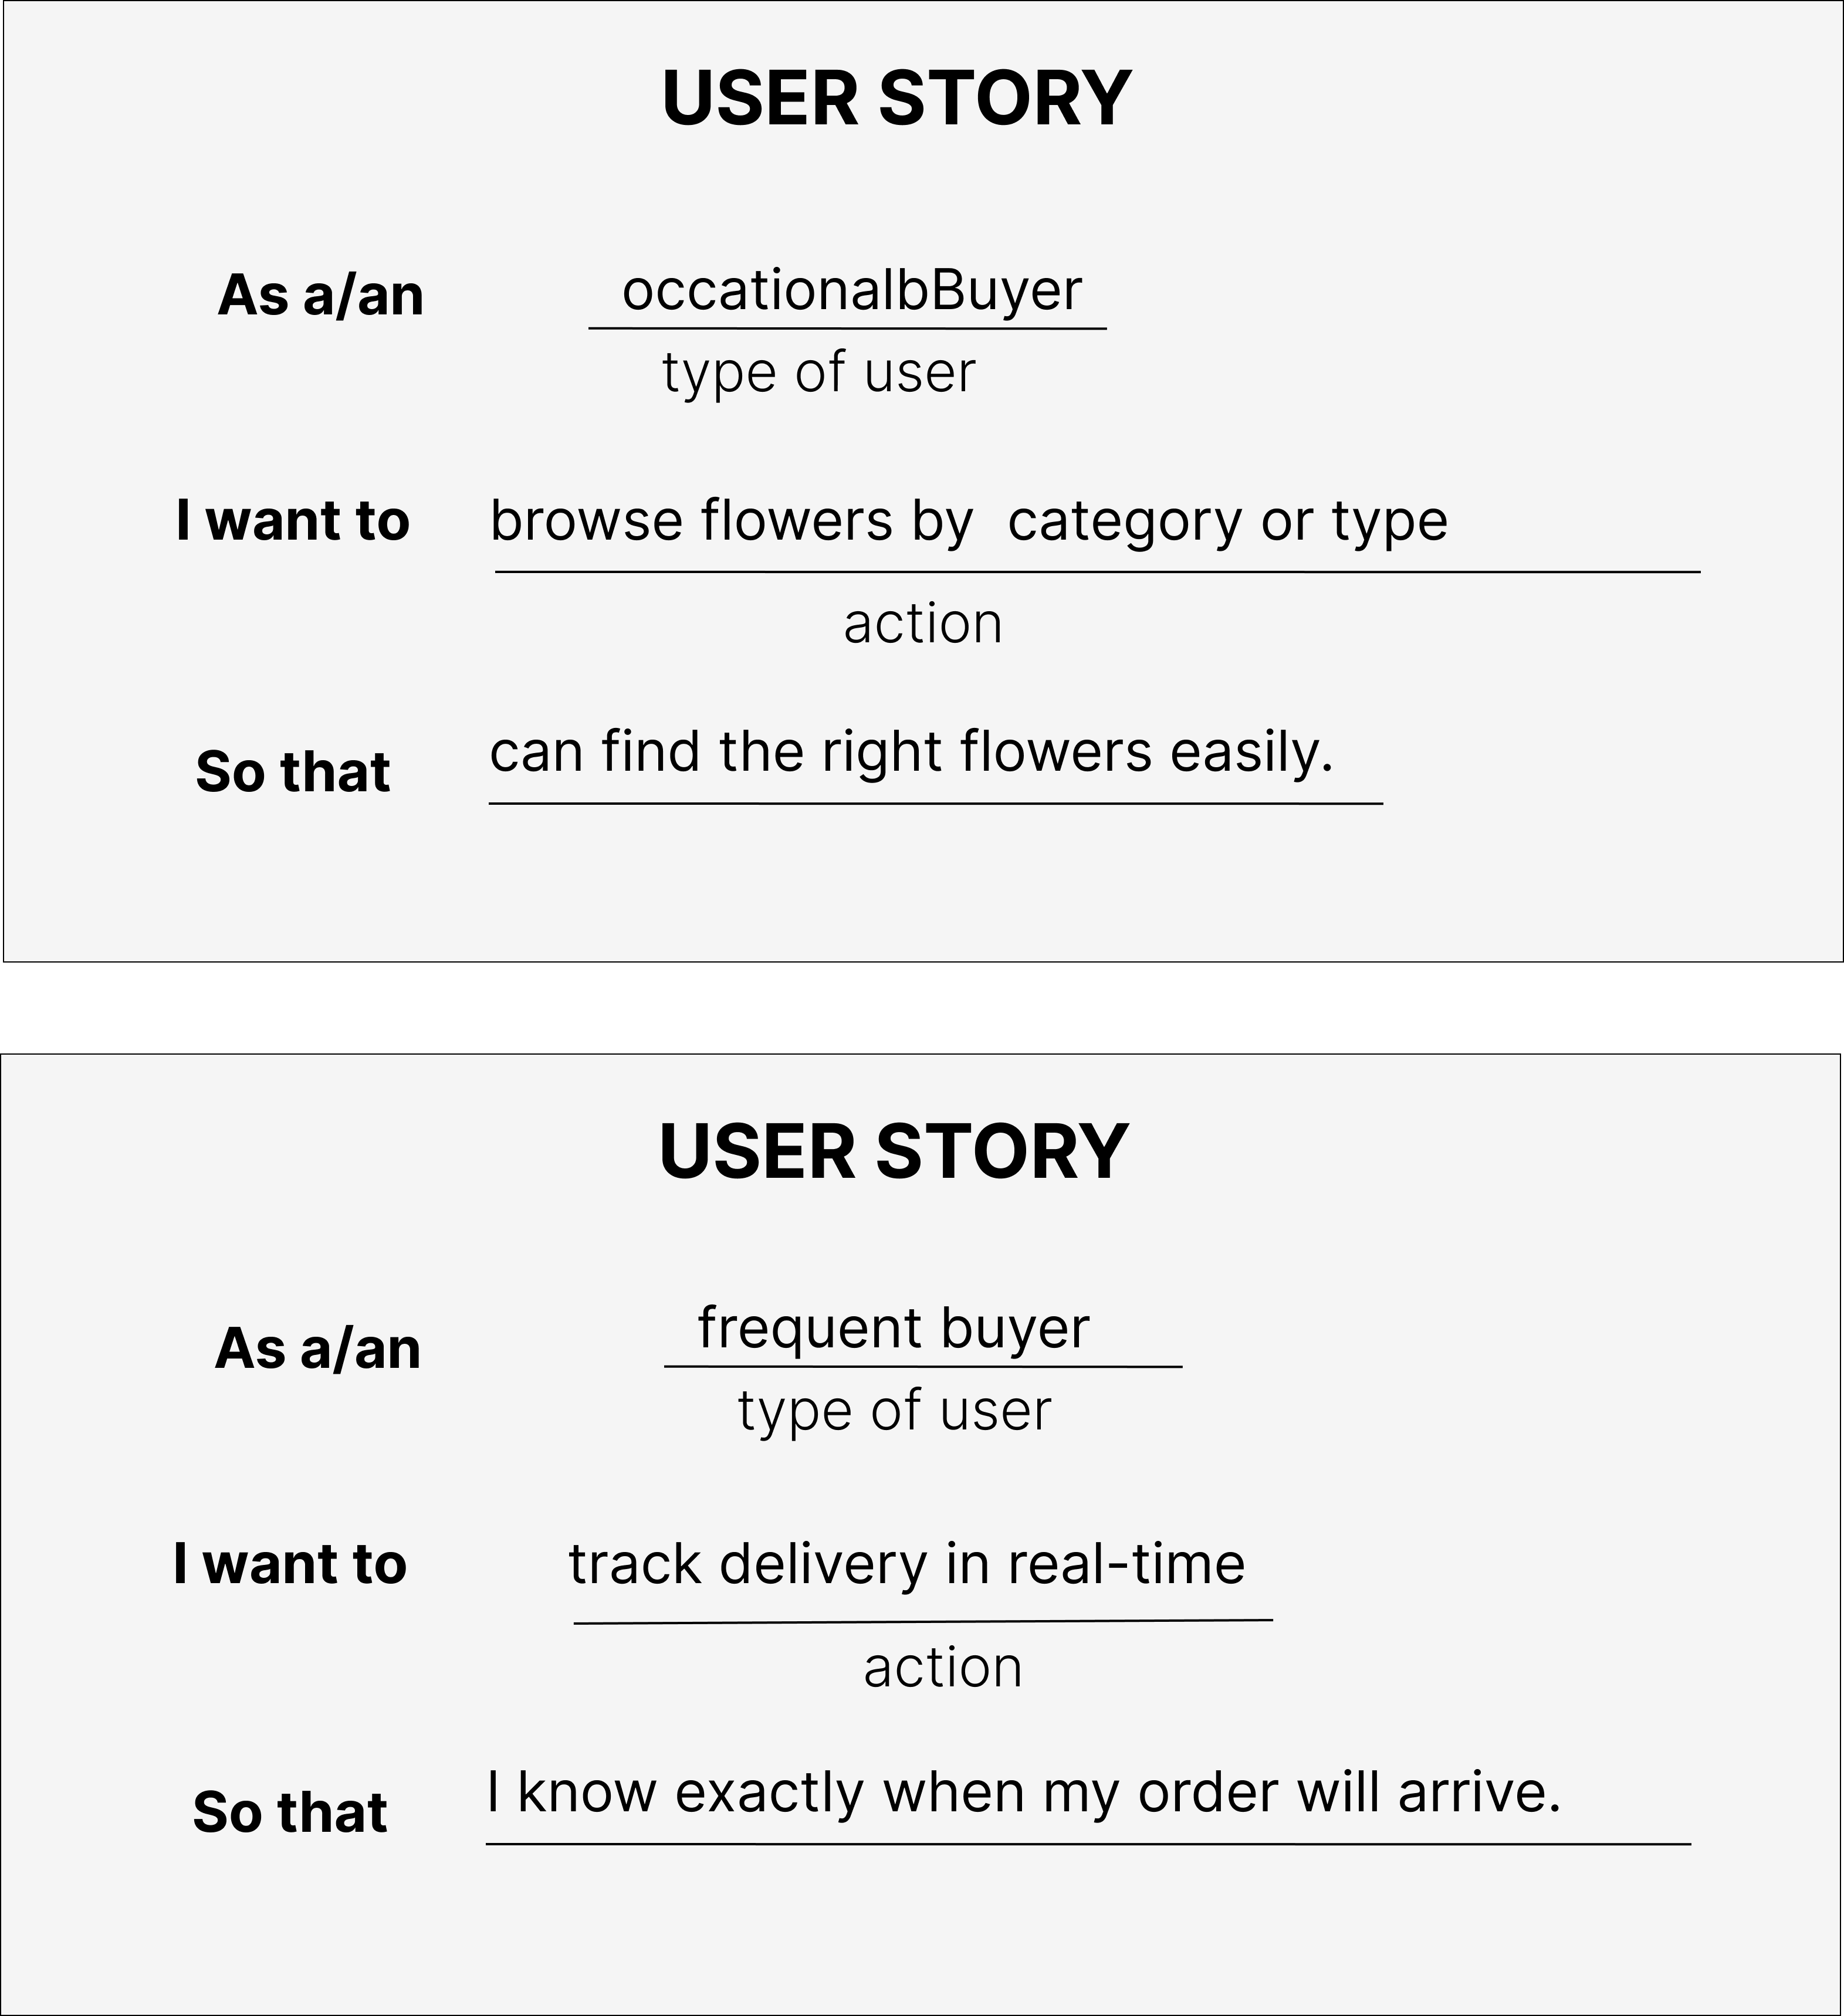 USER STORY
As a/an occationalbBuyer
type of user
I want to browse flowers by category or type
action
So that can find the right flowers easily.
USER STORY
As a/an frequent buyer
type of user
I want to track delivery in real-time
action
So that I know exactly when my order will arrive.